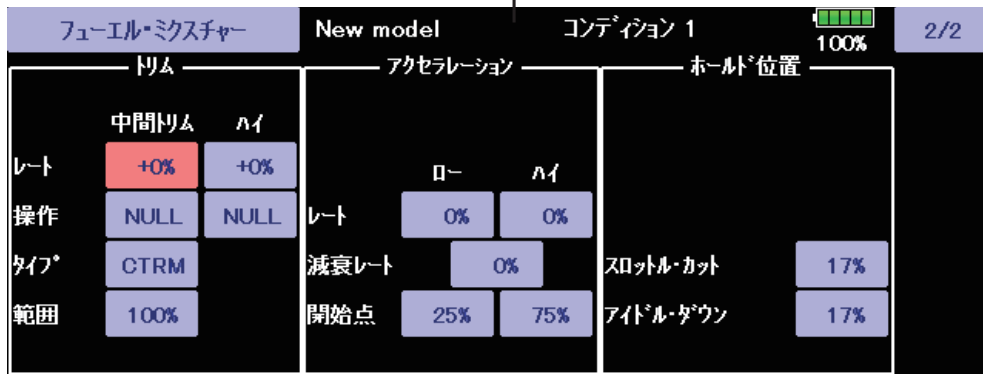 フューエル・ミクスチャー New model コンディション 1 100% 2/2
トリム アクセラレーション ホールド位置
中間トリム ハイ
レート +0% +0% ロー ハイ
操作 NULL NULL レート 0% 0%
タイプ CTRM 減衰レート 0% スロットル・カット 17%
範囲 100% 開始点 25% 75% アイドル・ダウン 17%